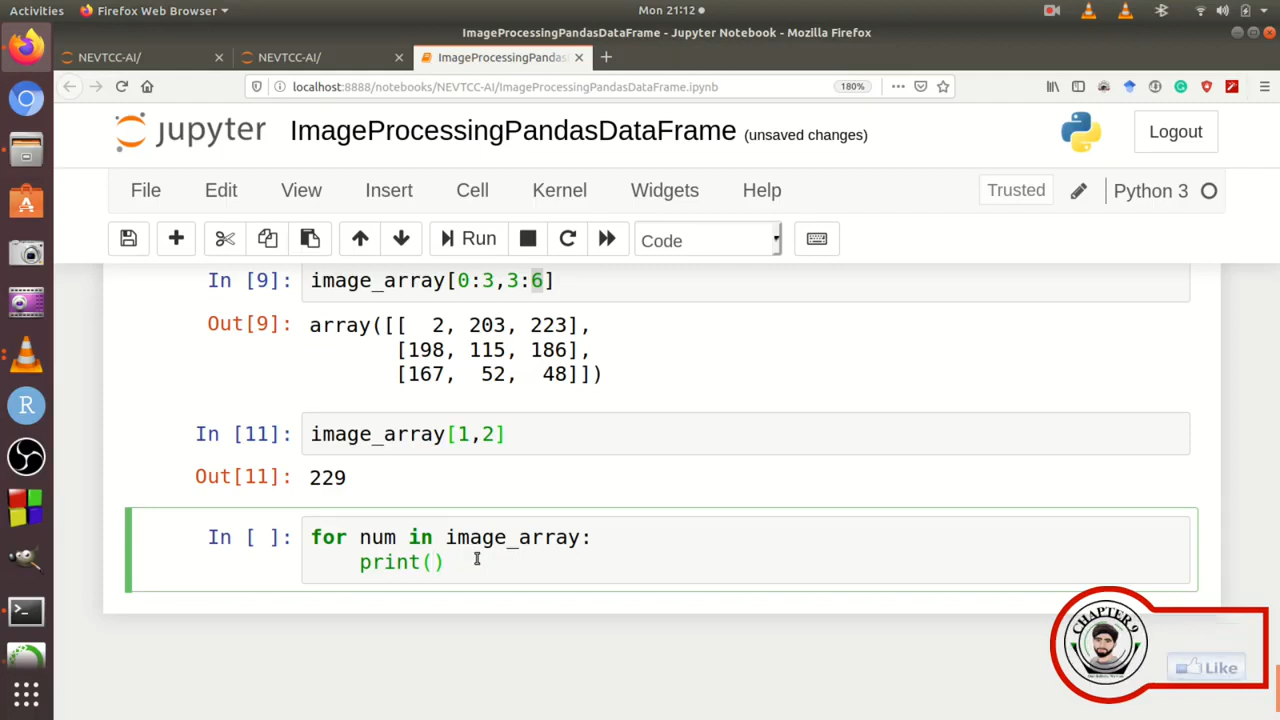 Activities
Firefox Web Browser
Mon 21:12
ImageProcessingPandasDataFrame - Jupyter Notebook - Mozilla Firefox
NEVTCC-AI/
NEVTCC-AI/
ImageProcessingPandas
localhost:8888/notebooks/NEVTCC-AI/ImageProcessingPandasDataFrame.ipynb
180%
jupyter
ImageProcessingPandasDataFrame
(unsaved changes)
Logout
File
Edit
View
Insert
Cell
Kernel
Widgets
Help
Trusted
Python 3
Run
Code
In [9]:
image_array[0:3,3:6]
Out[9]:
array([[ 2, 203, 223],
[198, 115, 186],
[167, 52, 48]])
In [11]:
image_array[1,2]
Out[11]:
229
In [ ]:
for num in image_array:
print()
CHAPTER 9
Like